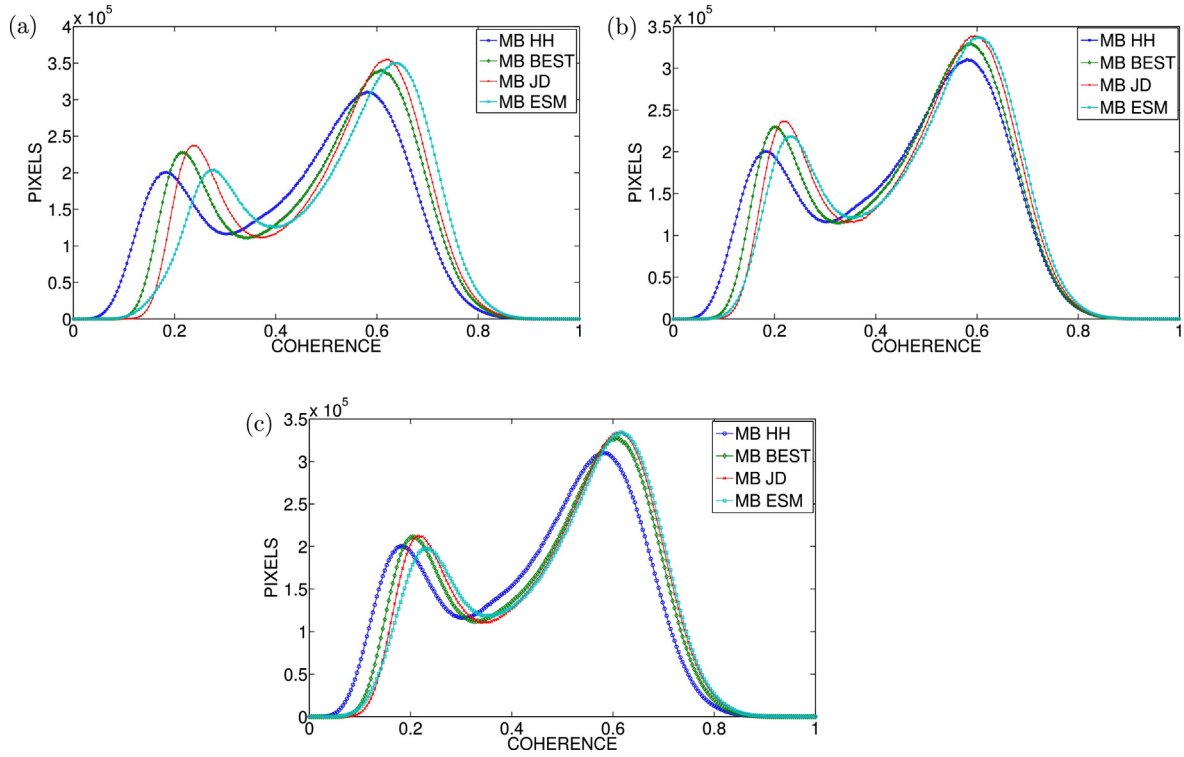 (a)
4 x 10^5
MB HH
MB BEST
MB JD
MB ESM
3.5
3
2.5
2
1.5
1
0.5
0
PIXELS
0 0.2 0.4 0.6 0.8 1
COHERENCE
(b)
3.5 x 10^5
MB HH
MB BEST
MB JD
MB ESM
3
2.5
2
1.5
1
0.5
0
PIXELS
0 0.2 0.4 0.6 0.8 1
COHERENCE
(c)
3.5 x 10^5
MB HH
MB BEST
MB JD
MB ESM
3
2.5
2
1.5
1
0.5
0
PIXELS
0 0.2 0.4 0.6 0.8 1
COHERENCE